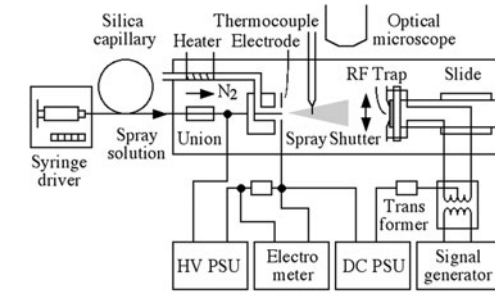 Silica
capillary
Thermocouple
Optical
microscope
Heater
Electrode
N2
RF Trap
Slide
Spray
solution
Union
Spray Shutter
Syringe
driver
Trans
former
HV PSU
Electro
meter
DC PSU
Signal
generator